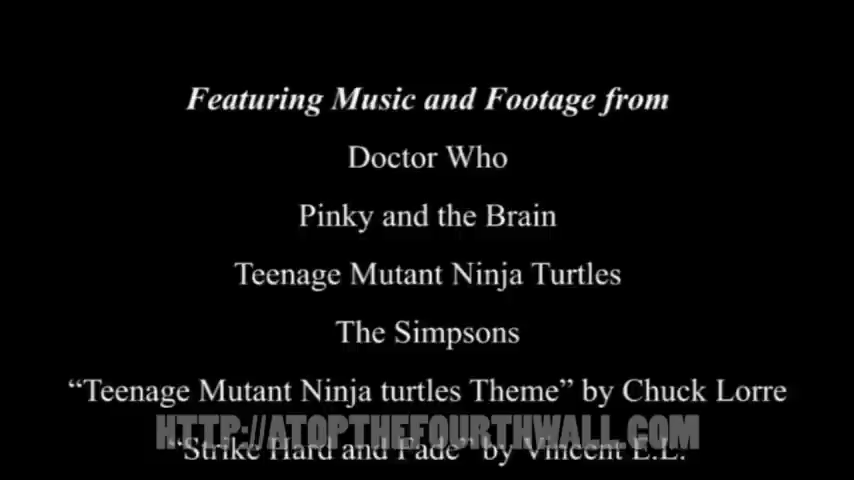 Featuring Music and Footage from
Doctor Who
Pinky and the Brain
Teenage Mutant Ninja Turtles
The Simpsons
“Teenage Mutant Ninja turtles Theme” by Chuck Lorre
HTTP://ATOPTHEFOURTHWALL.COM
“Strike Hard and Fade” by Vincent E.L.